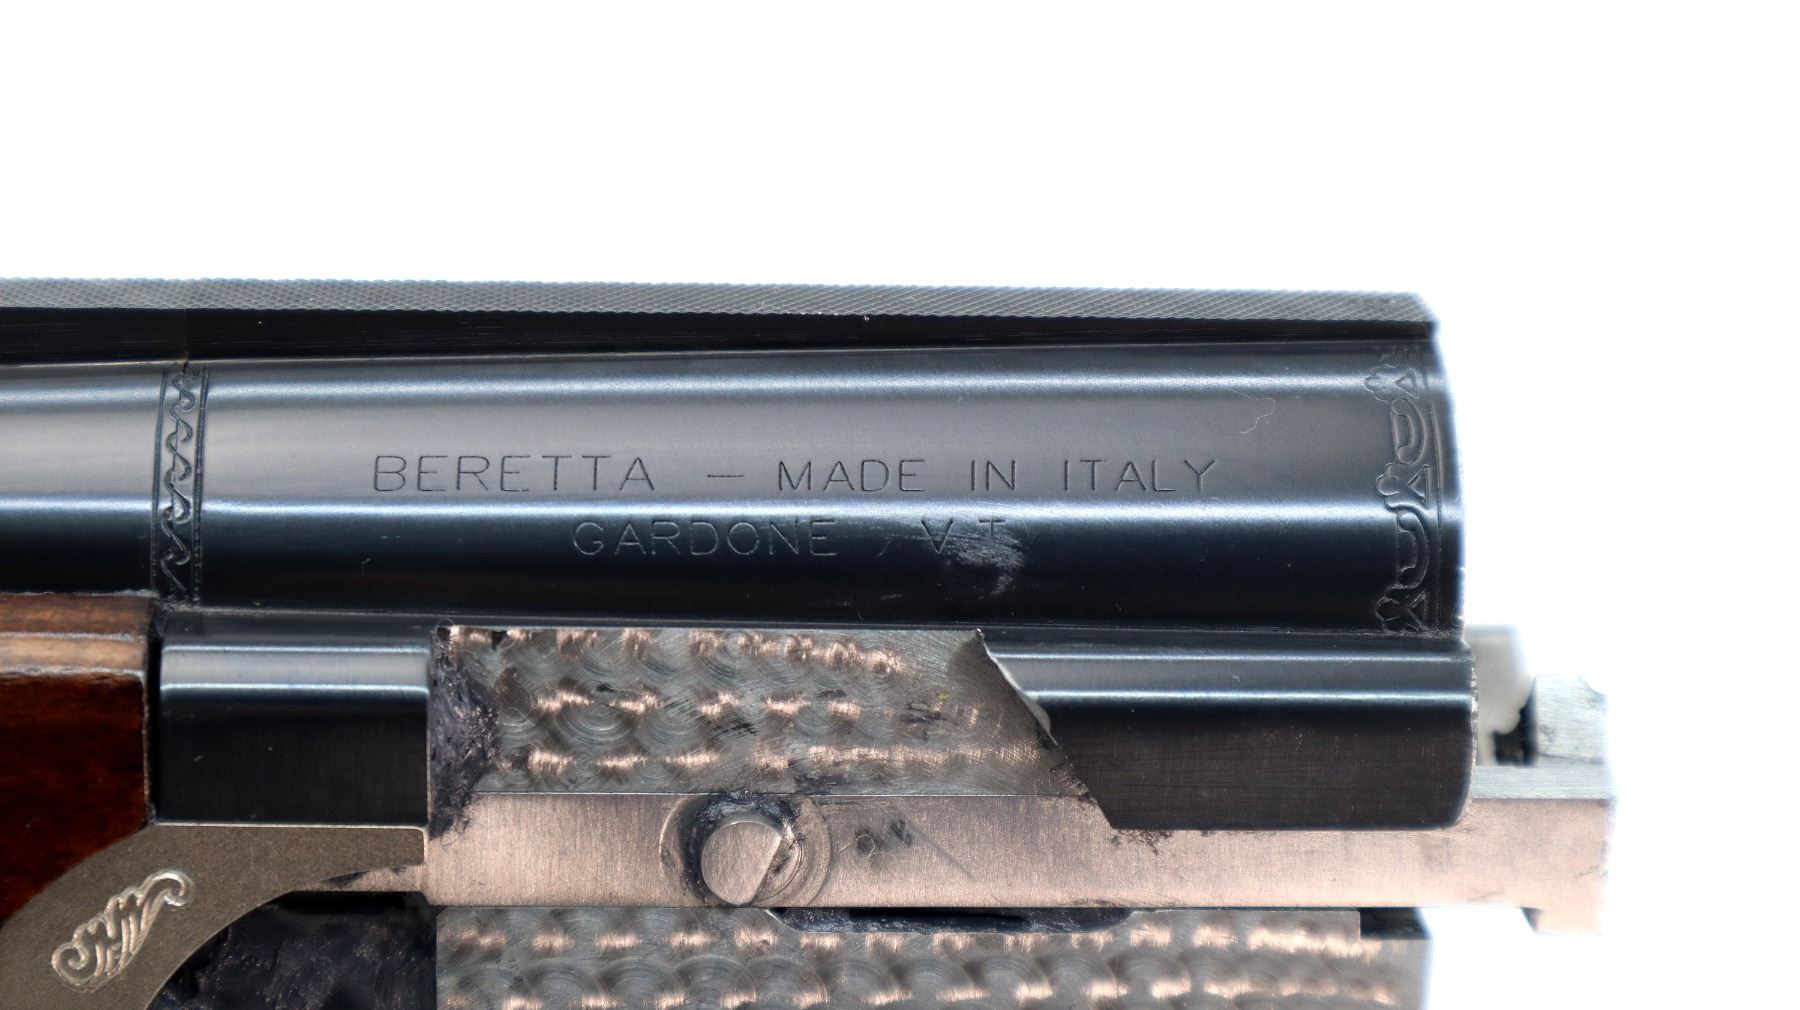 BERETTA — MADE IN ITALY
GARDONE V T